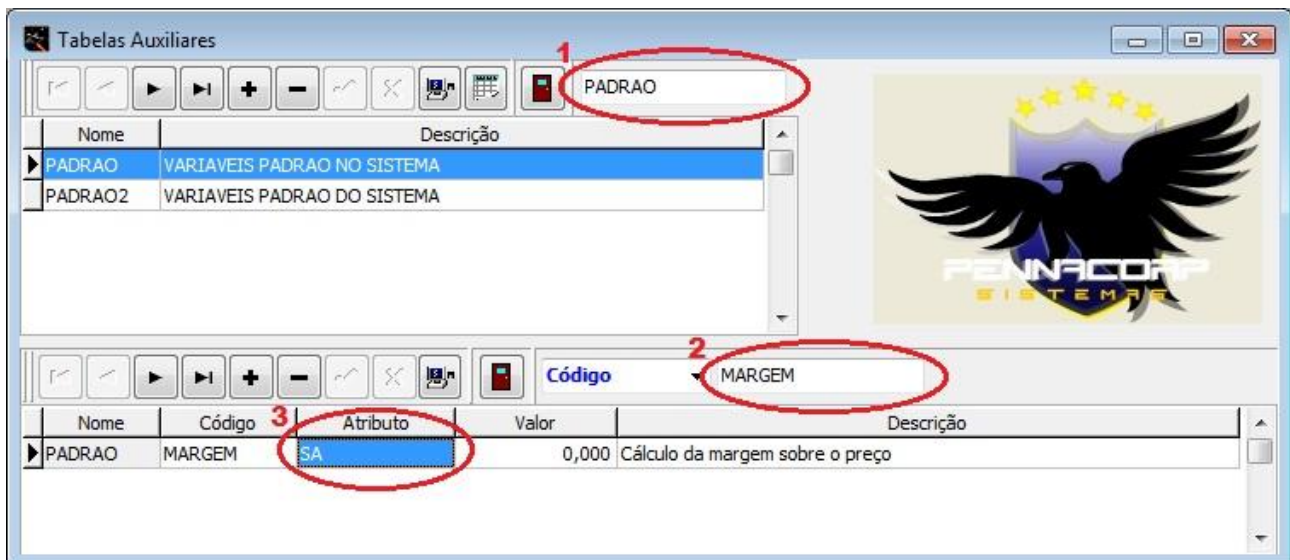 Tabelas Auxiliares
1
PADRAO
Nome Descrição
PADRAO VARIAVEIS PADRAO NO SISTEMA
PADRAO2 VARIAVEIS PADRAO DO SISTEMA
PENNACORP
SISTEMAS
2
Código MARGEM
3
Nome Código Atributo Valor Descrição
PADRAO MARGEM SA 0,000 Cálculo da margem sobre o preço